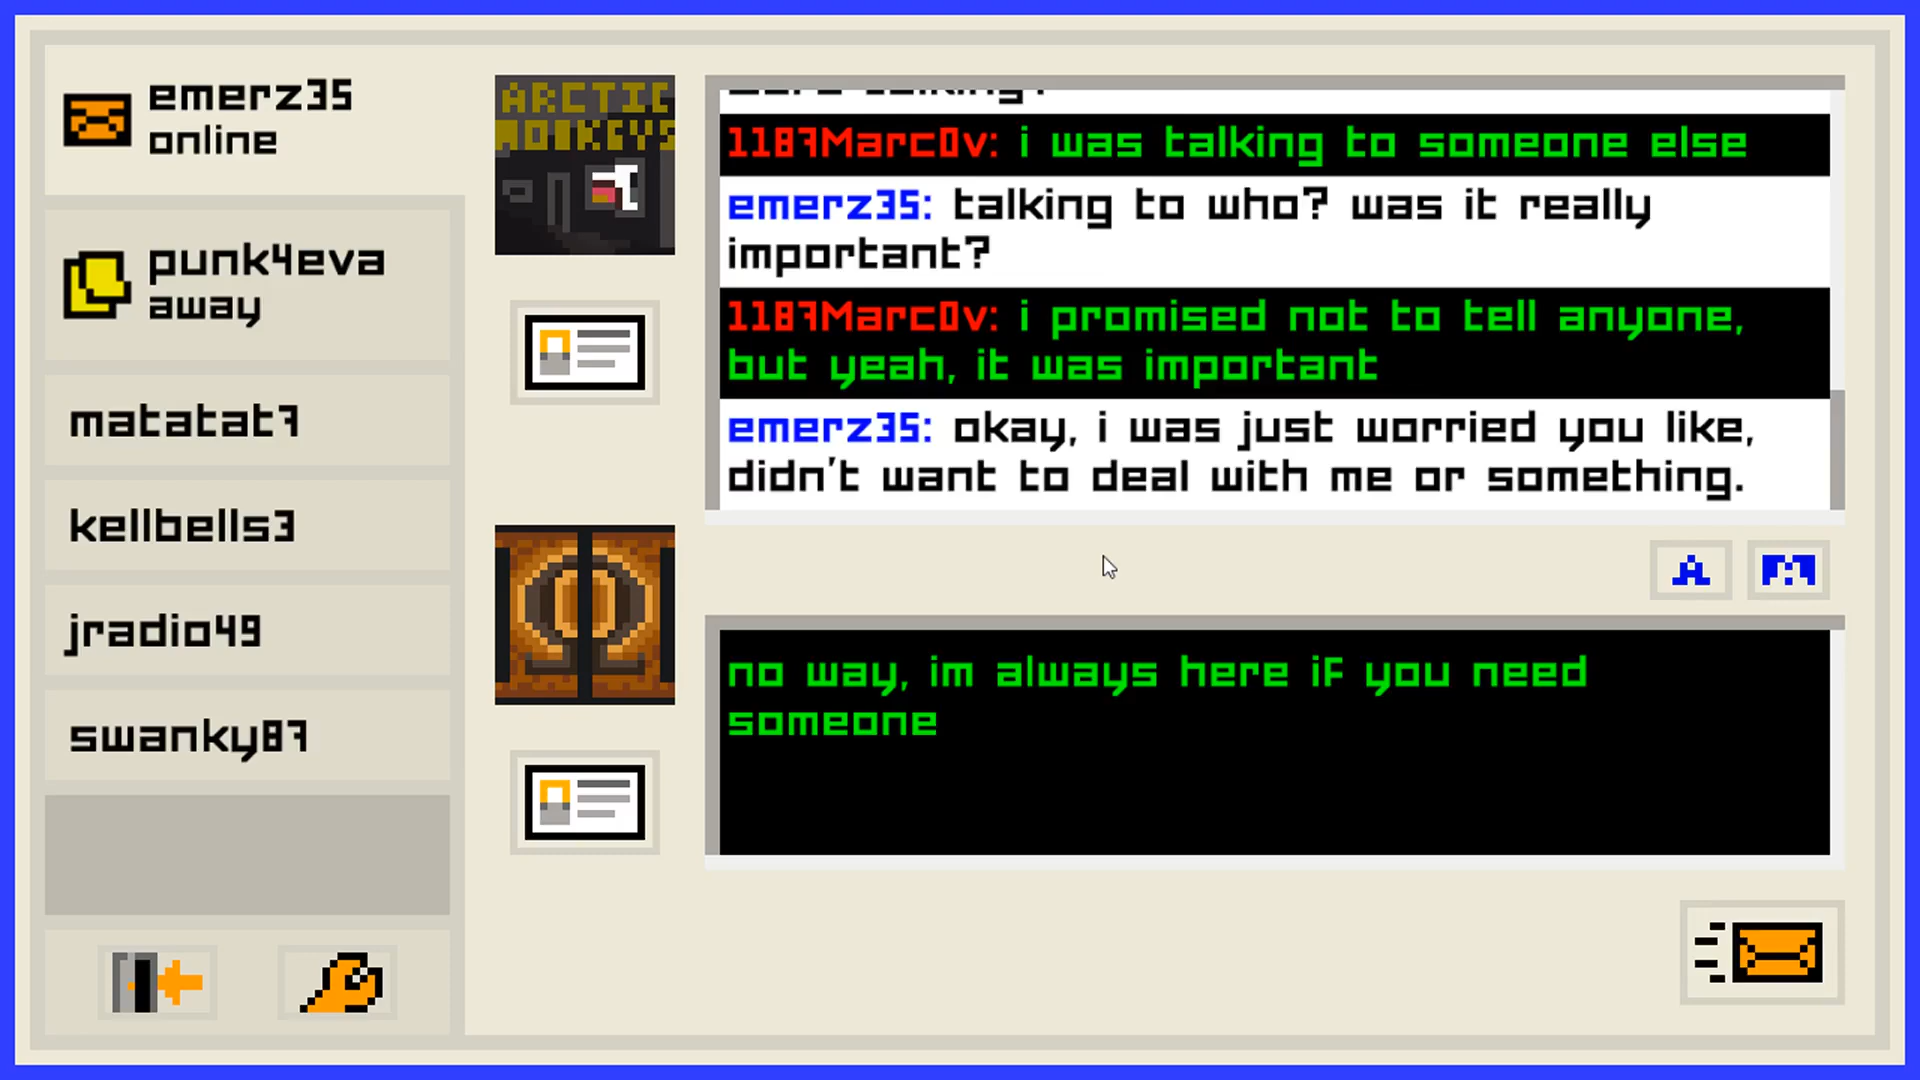 emerz35
online
punk4eva
away
matatat7
kellbells3
jradio49
swanky87
ARCTIC
MONKEYS
1187Marc0v: i was talking to someone else
emerz35: talking to who? was it really
important?
1187Marc0v: i promised not to tell anyone,
but yeah, it was important
emerz35: okay, i was just worried you like,
didn't want to deal with me or something.
A
no way, im always here if you need
someone